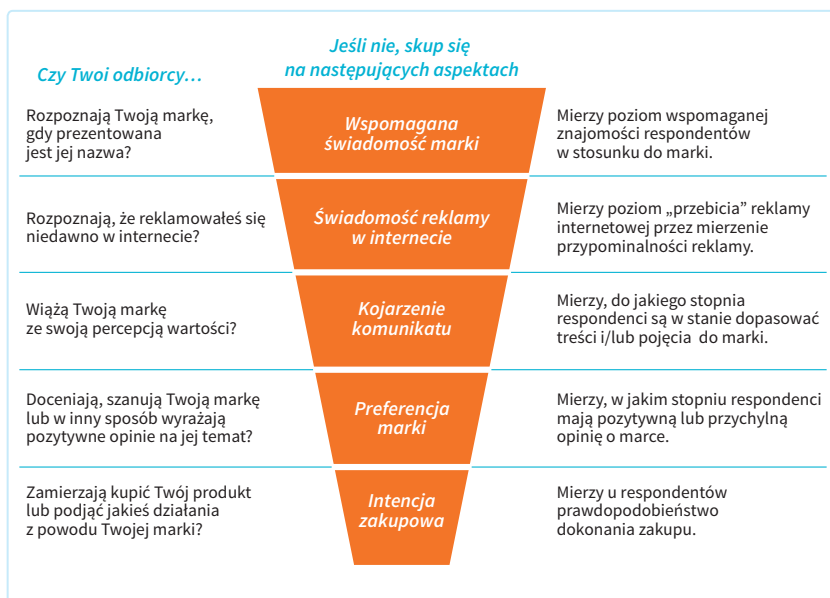 Czy Twoi odbiorcy…
Jeśli nie, skup się
na następujących aspektach
Rozpoznają Twoją markę,
gdy prezentowana
jest jej nazwa?
Wspomagana
świadomość marki
Mierzy poziom wspomaganej
znajomości respondentów
w stosunku do marki.
Rozpoznają, że reklamowałeś się
niedawno w internecie?
Świadomość reklamy
w internecie
Mierzy poziom „przebicia” reklamy
internetowej przez mierzenie
przypominalności reklamy.
Wiążą Twoją markę
ze swoją percepcją wartości?
Kojarzenie
komunikatu
Mierzy, do jakiego stopnia
respondenci są w stanie dopasować
treści i/lub pojęcia do marki.
Doceniają, szanują Twoją markę
lub w inny sposób wyrażają
pozytywne opinie na jej temat?
Preferencja
marki
Mierzy, w jakim stopniu respondenci
mają pozytywną lub przychylną
opinię o marce.
Zamierzają kupić Twój produkt
lub podjąć jakieś działania
z powodu Twojej marki?
Intencja
zakupowa
Mierzy u respondentów
prawdopodobieństwo
dokonania zakupu.